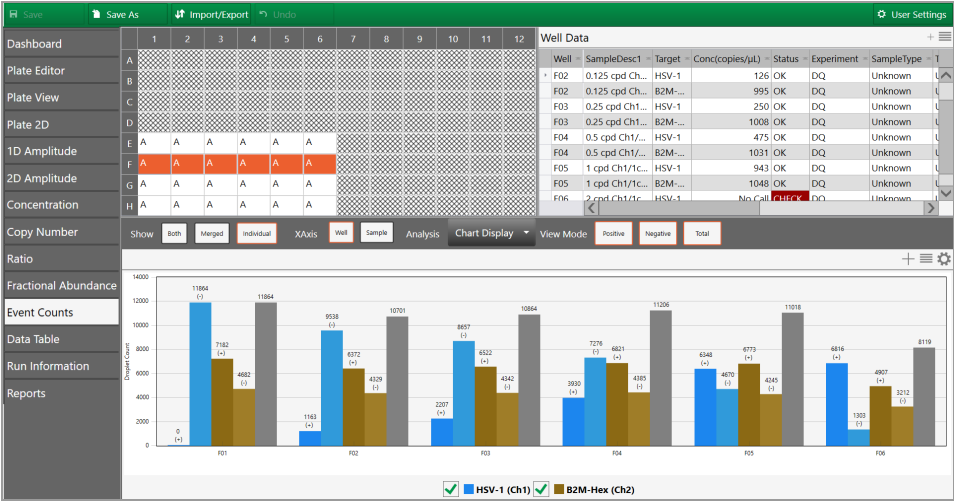 Save Save As Import/Export Undo User Settings
Dashboard
Plate Editor
Plate View
Plate 2D
1D Amplitude
2D Amplitude
Concentration
Copy Number
Ratio
Fractional Abundance
Event Counts
Data Table
Run Information
Reports
1 2 3 4 5 6 7 8 9 10 11 12
A
B
C
D
E A A A A A A
F A A A A A A
G A A A A A A
H A A A A A A
Well Data
Well SampleDesc1 Target Conc(copies/µL) Status Experiment SampleType T
F02 0.125 cpd Ch... HSV-1 126 OK DQ Unknown U
F02 0.125 cpd Ch... B2M-... 995 OK DQ Unknown U
F03 0.25 cpd Ch1... HSV-1 250 OK DQ Unknown U
F03 0.25 cpd Ch1... B2M-... 1008 OK DQ Unknown U
F04 0.5 cpd Ch1/... HSV-1 475 OK DQ Unknown U
F04 0.5 cpd Ch1/... B2M-... 1031 OK DQ Unknown U
F05 1 cpd Ch1/1c... HSV-1 943 OK DQ Unknown U
F05 1 cpd Ch1/1c... B2M-... 1048 OK DQ Unknown U
F06 2 cpd Ch1/1c... HSV-1 No Call CHECK DQ Unknown
Show Both Merged Individual XAxis Well Sample Analysis Chart Display View Mode Positive Negative Total
Droplet Count
14000
12000
10000
8000
6000
4000
2000
0
0 (+) 11864 (-) 7182 (+) 4682 (-) 11864
1163 (+) 9538 (-) 6372 (+) 4329 (-) 10701
2207 (+) 8657 (-) 6522 (+) 4342 (-) 10864
3930 (+) 7276 (-) 6821 (+) 4385 (-) 11206
6348 (+) 4670 (-) 6773 (+) 4245 (-) 11018
6816 (+) 1303 (-) 4907 (+) 3212 (-) 8119
F01 F02 F03 F04 F05 F06
HSV-1 (Ch1) B2M-Hex (Ch2)